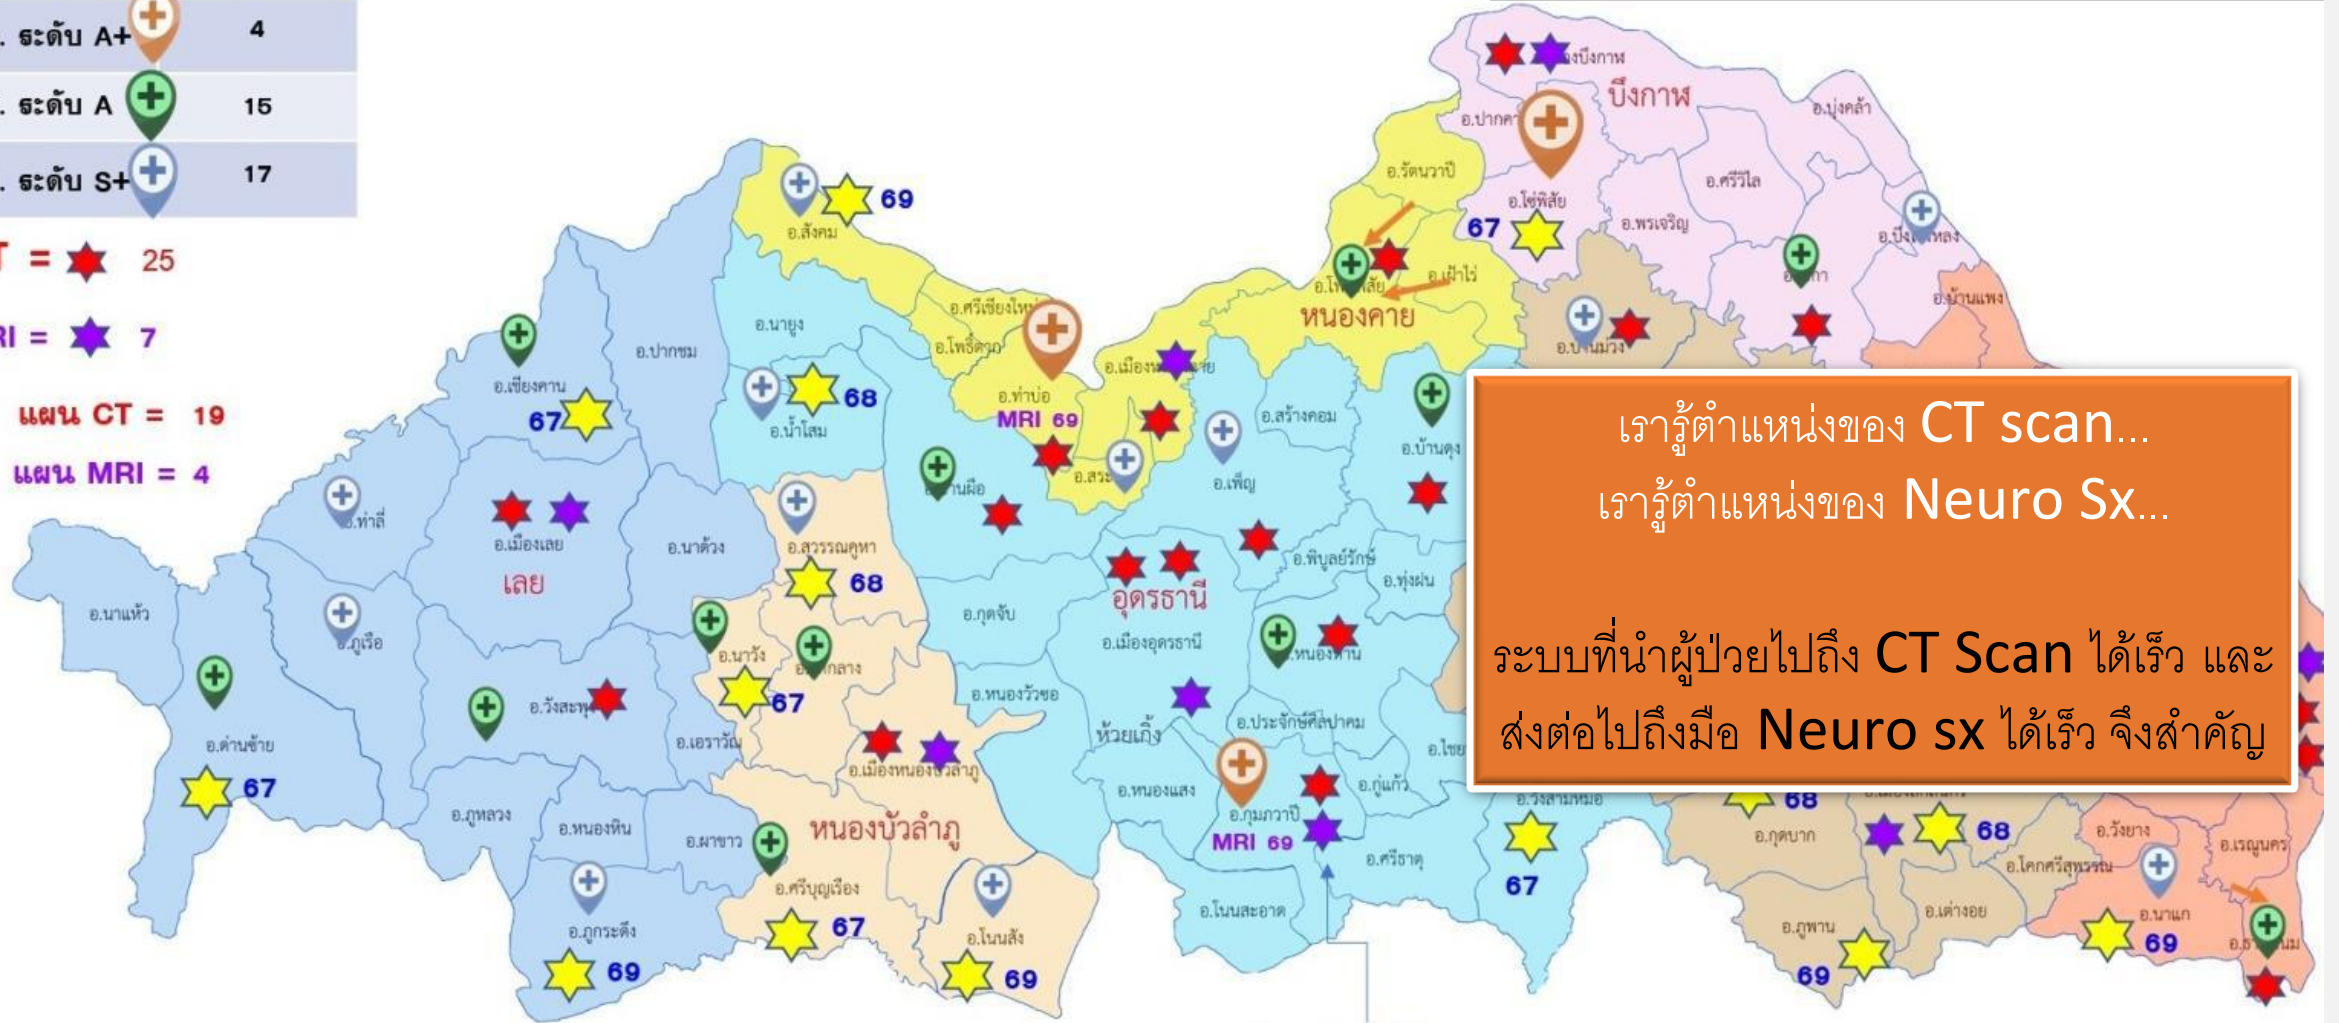 . ระดับ A+ 4
. ระดับ A 15
. ระดับ S+ 17
= 25
= 7
แผน CT = 19
แผน MRI = 4
69
อ.สังคม
อ.ศรีเชียงใหม่
อ.โพธิ์ตาก
อ.ท่าบ่อ
MRI 69
อ.รัตนวาปี
อ.เฝ้าไร่
หนองคาย
บึงกาฬ
อ.บุ่งคล้า
อ.ศรีวิไล
อ.โซ่พิสัย
67
อ.พรเจริญ
อ.บ้านแพง
อ.นายูง
อ.น้ำโสม
68
อ.ปากชม
อ.เชียงคาน
67
อ.เมืองเลย
เลย
อ.นาด้วง
อ.นาแห้ว
อ.ด่านซ้าย
67
อ.เอราวัณ
อ.ภูหลวง
อ.หนองหิน
อ.ผาขาว
อ.ภูกระดึง
69
อ.สุวรรณคูหา
68
อ.นาวัง
67
หนองบัวลำภู
อ.ศรีบุญเรือง
67
อ.โนนสัง
69
อ.เพ็ญ
อ.สร้างคอม
อ.บ้านดุง
อ.พิบูลย์รักษ์
อ.ทุ่งฝน
อุดรธานี
อ.เมืองอุดรธานี
อ.กุดจับ
อ.หนองวัวซอ
ห้วยเกิ้ง
อ.ประจักษ์ศิลปาคม
อ.หนองแสง
อ.กุมภวาปี
MRI 69
อ.กู่แก้ว
อ.ศรีธาตุ
อ.โนนสะอาด
อ.วังสามหมอ
67
เรารู้ตำแหน่งของ CT scan...
เรารู้ตำแหน่งของ Neuro Sx...
ระบบที่นำผู้ป่วยไปถึง CT Scan ได้เร็ว และ
ส่งต่อไปถึงมือ Neuro sx ได้เร็ว จึงสำคัญ
68
อ.กุดบาก
68
อ.โคกศรีสุพรรณ
อ.เต่างอย
อ.ภูพาน
69
อ.วังยาง
อ.เรณูนคร
อ.นาแก
69